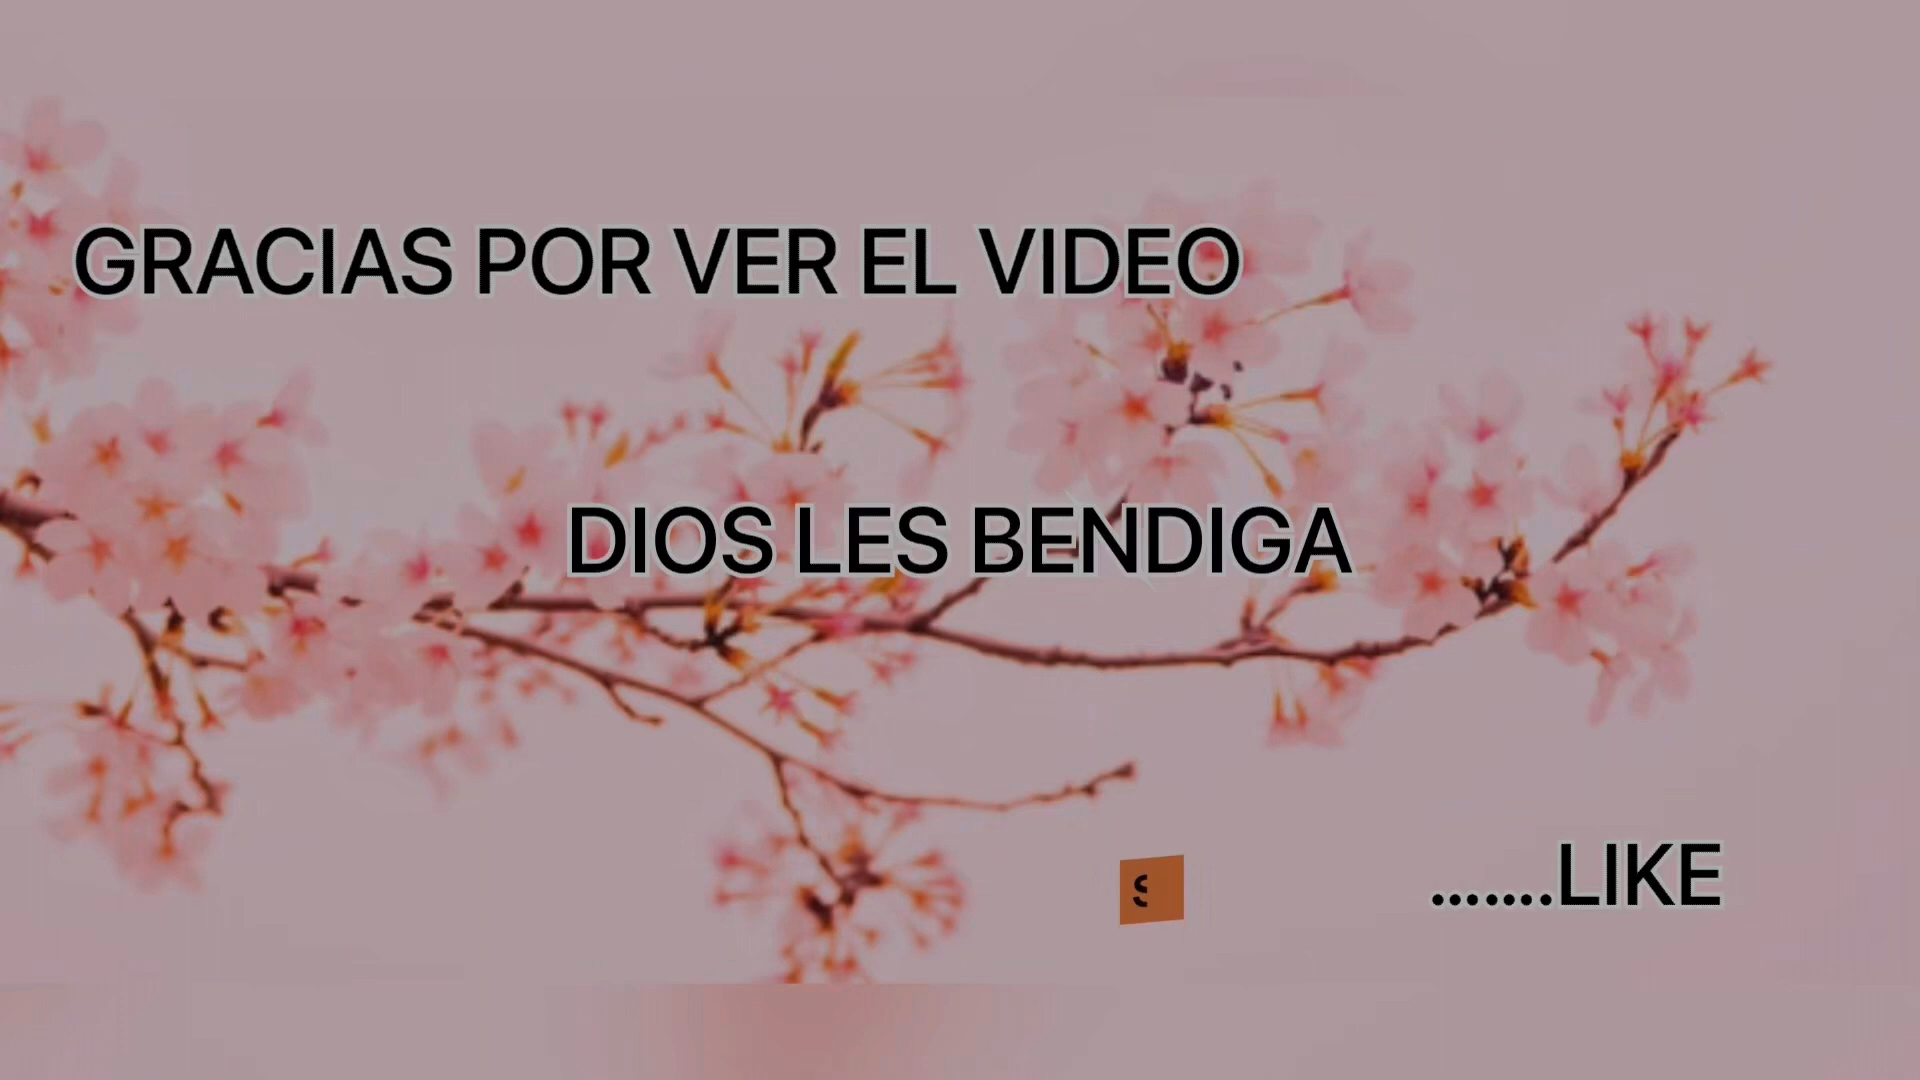 GRACIAS POR VER EL VIDEO
DIOS LES BENDIGA
S
.......LIKE